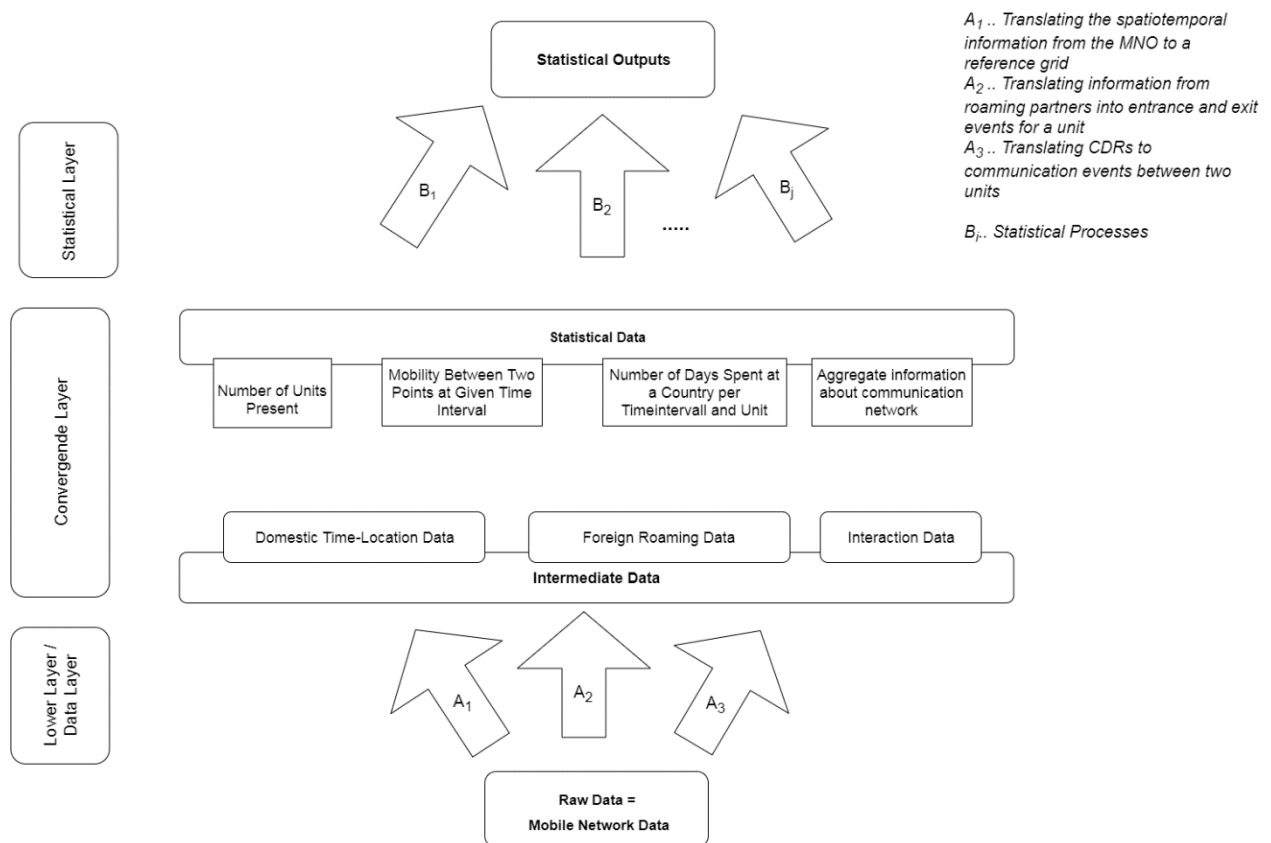 Statistical Outputs
A1 .. Translating the spatiotemporal
information from the MNO to a
reference grid
A2 .. Translating information from
roaming partners into entrance and exit
events for a unit
A3 .. Translating CDRs to
communication events between two
units
Bi.. Statistical Processes
Statistical Layer
B1
B2
.....
Bj
Convergende Layer
Statistical Data
Number of Units
Present
Mobility Between Two
Points at Given Time
Interval
Number of Days Spent at
a Country per
Timeintervall and Unit
Aggregate information
about communication
network
Domestic Time-Location Data
Foreign Roaming Data
Interaction Data
Intermediate Data
Lower Layer /
Data Layer
A1
A2
A3
Raw Data =
Mobile Network Data